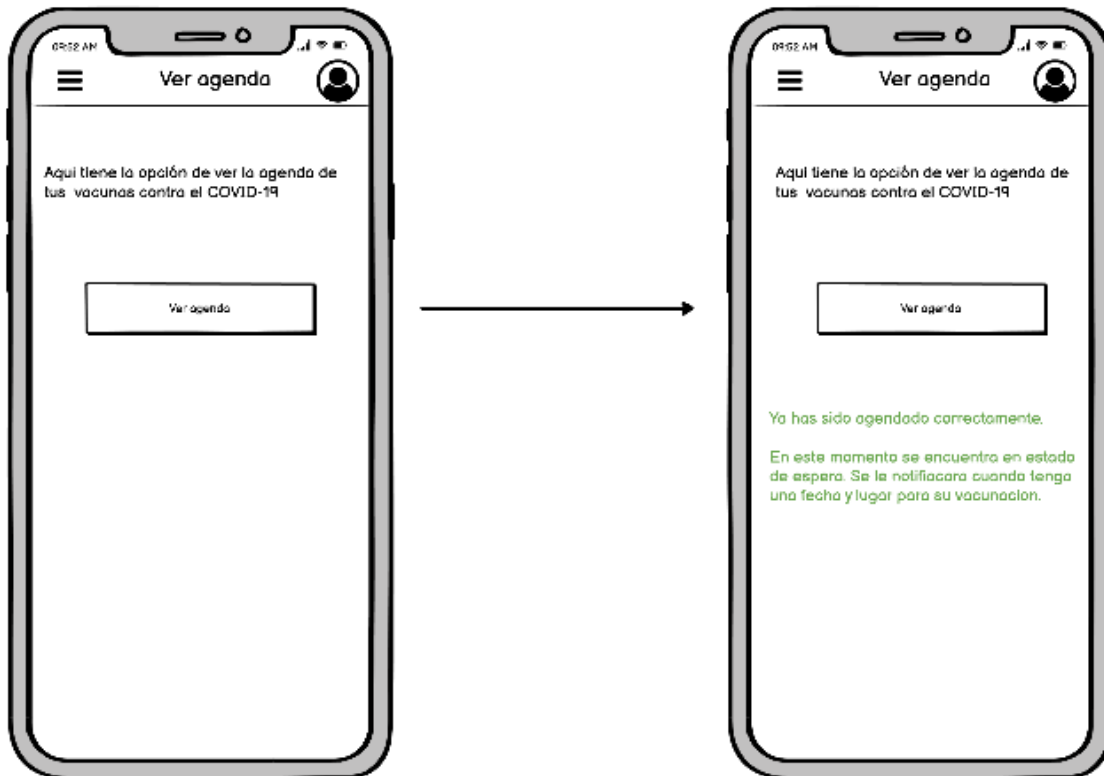 09:52 AM
Ver agenda
Aqui tiene la opción de ver la agenda de
tus vacunas contra el COVID-19
Ver agenda
09:52 AM
Ver agenda
Aqui tiene la opción de ver la agenda de
tus vacunas contra el COVID-19
Ver agenda
Ya has sido agendado correctamente.
En este momento se encuentra en estado
de espera. Se le notifiacara cuando tenga
una fecha y lugar para su vacunacion.